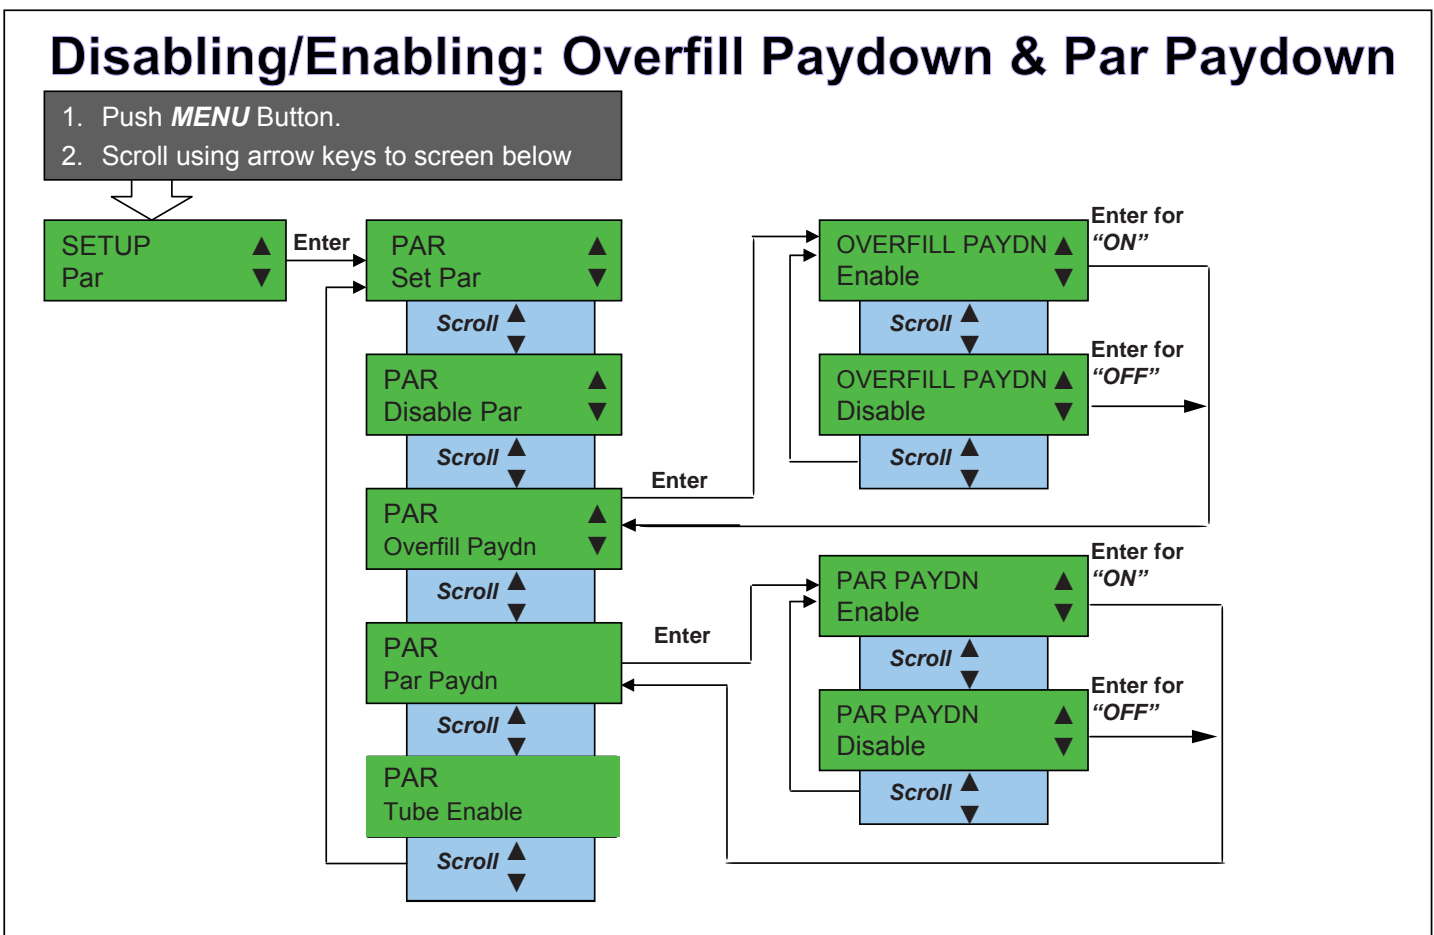 Disabling/Enabling: Overfill Paydown & Par Paydown
1. Push MENU Button.
2. Scroll using arrow keys to screen below
SETUP
Par
Enter
PAR
Set Par
Scroll
PAR
Disable Par
Scroll
PAR
Overfill Paydn
Scroll
PAR
Par Paydn
Scroll
PAR
Tube Enable
Scroll
Enter
OVERFILL PAYDN
Enable
Enter for
“ON”
Scroll
OVERFILL PAYDN
Disable
Enter for
“OFF”
Scroll
Enter
PAR PAYDN
Enable
Enter for
“ON”
Scroll
PAR PAYDN
Disable
Enter for
“OFF”
Scroll